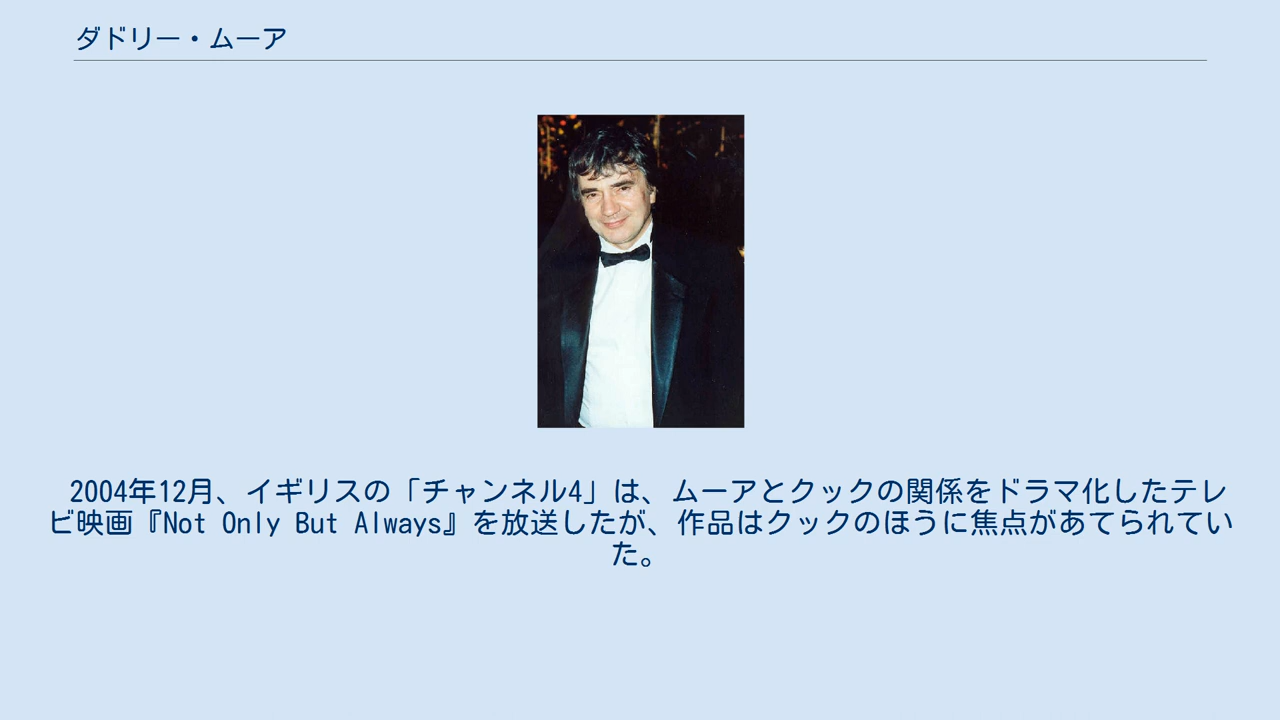 ダドリー・ムーア
2004年12月、イギリスの「チャンネル4」は、ムーアとクックの関係をドラマ化したテレ
ビ映画『Not Only But Always』を放送したが、作品はクックのほうに焦点があてられてい
た。